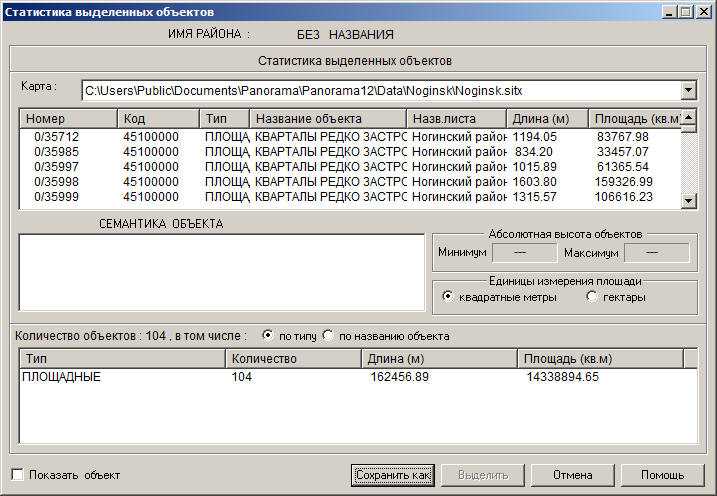 Статистика выделенных объектов
ИМЯ РАЙОНА : БЕЗ НАЗВАНИЯ
Статистика выделенных объектов
Карта : C:\Users\Public\Documents\Panorama\Panorama12\Data\Noginsk\Noginsk.sitx
Номер Код Тип Название объекта Назв.листа Длина (м) Площадь (кв.м)
0/35712 45100000 ПЛОЩА, КВАРТАЛЫ РЕДКО ЗАСТРО Ногинский район 1194.05 83767.98
0/35985 45100000 ПЛОЩА, КВАРТАЛЫ РЕДКО ЗАСТРО Ногинский район 834.20 33457.07
0/35997 45100000 ПЛОЩА, КВАРТАЛЫ РЕДКО ЗАСТРО Ногинский район 1015.89 61365.54
0/35998 45100000 ПЛОЩА, КВАРТАЛЫ РЕДКО ЗАСТРО Ногинский район 1603.80 159326.99
0/35999 45100000 ПЛОЩА, КВАРТАЛЫ РЕДКО ЗАСТРО Ногинский район 1315.57 106616.23
СЕМАНТИКА ОБЪЕКТА
Абсолютная высота объектов
Минимум --- Максимум ---
Единицы измерения площади
квадратные метры гектары
Количество объектов : 104 , в том числе : по типу по названию объекта
Тип Количество Длина (м) Площадь (кв.м)
ПЛОЩАДНЫЕ 104 162456.89 14338894.65
Показать объект Сохранить как Выделить Отмена Помощь